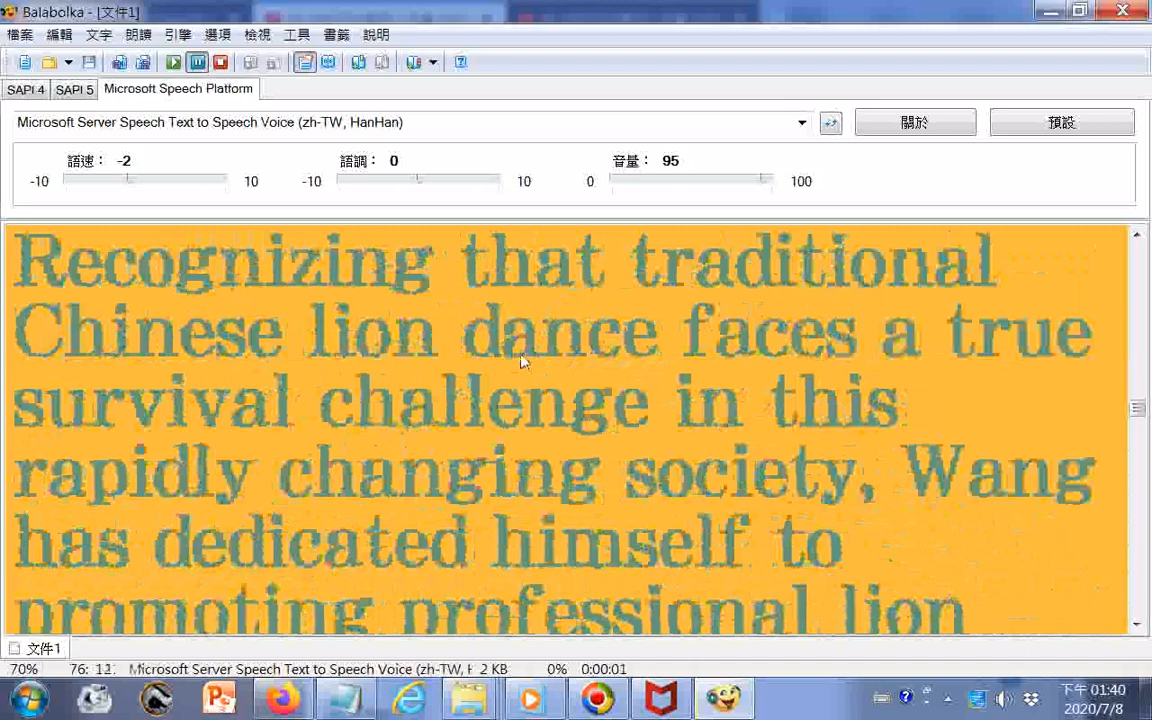 Balabolka - [文件1]
檔案 編輯 文字 朗讀 引擎 選項 檢視 工具 書籤 說明
SAPI 4 SAPI 5 Microsoft Speech Platform
Microsoft Server Speech Text to Speech Voice (zh-TW, HanHan) 關於 預設
語速： -2 語調： 0 音量： 95
-10 10 -10 10 0 100
Recognizing that traditional
Chinese lion dance faces a true
survival challenge in this
rapidly changing society, Wang
has dedicated himself to
promoting professional lion
文件1
70% 76: Microsoft Server Speech Text to Speech Voice (zh-TW, 2 KB 0% 0:00:01
下午 01:40
2020/7/8